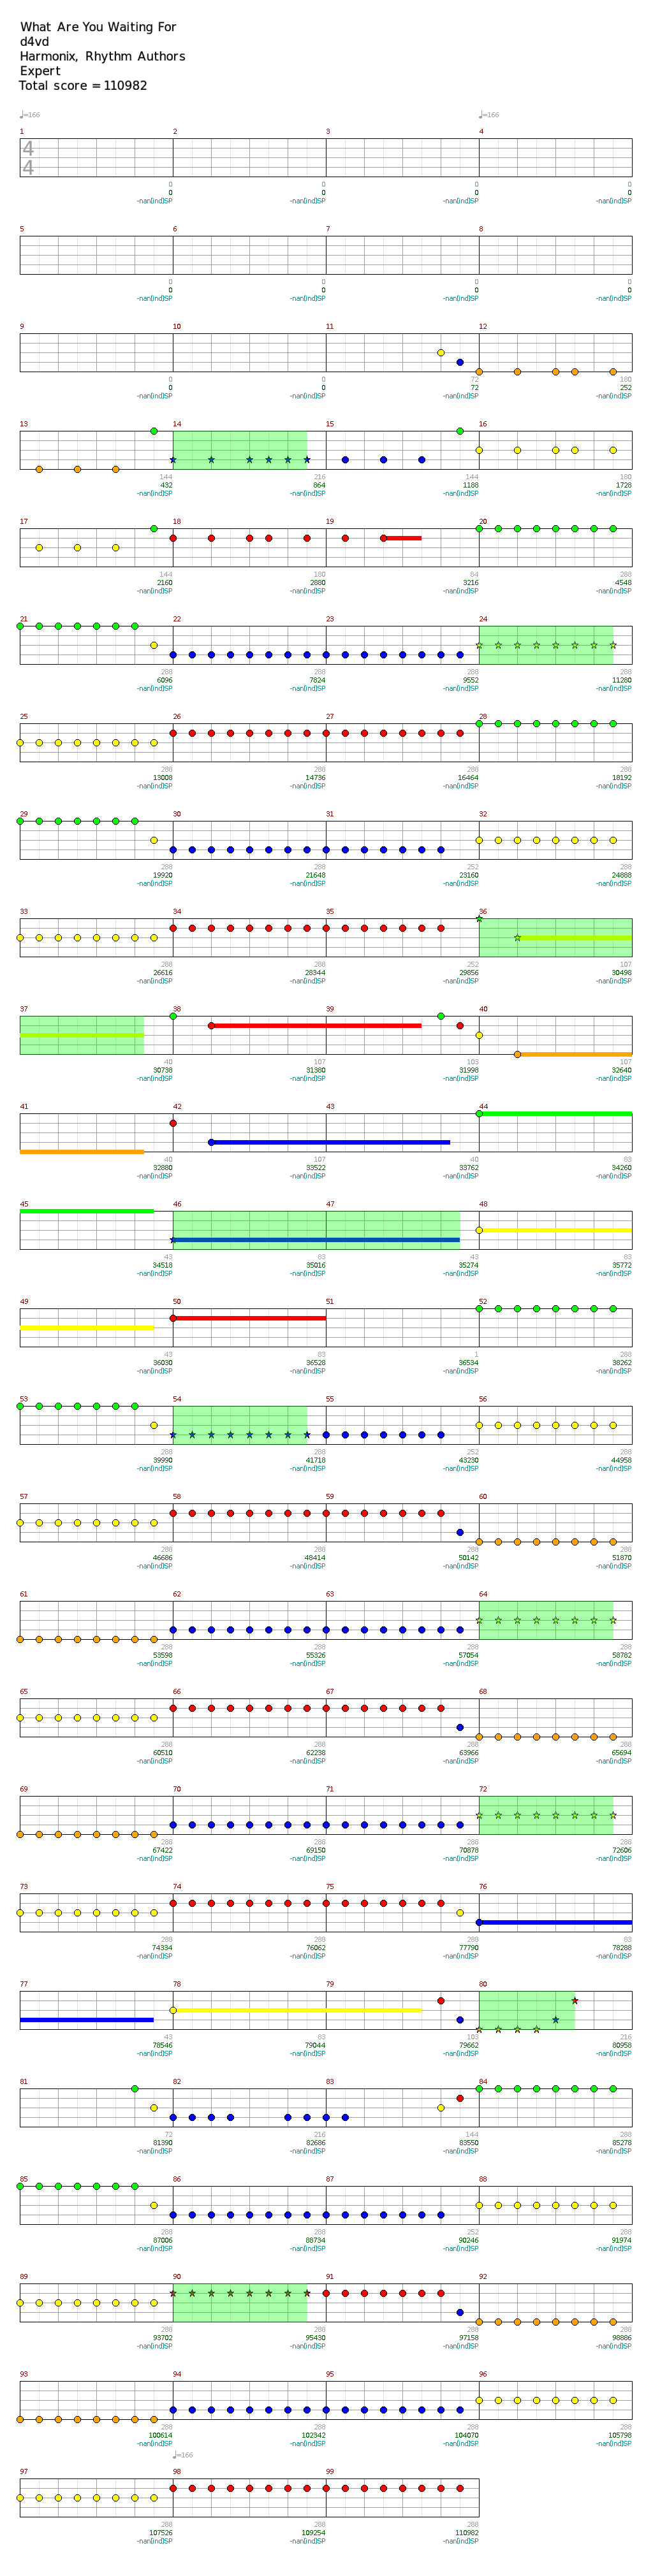 What Are You Waiting For
d4vd
Harmonix, Rhythm Authors
Expert
Total score = 110982
♩=166 ♩=166
1 2 3 4
4
4
0 0 0 0
0 0 0 0
-nan(ind)SP -nan(ind)SP -nan(ind)SP -nan(ind)SP
5 6 7 8
0 0 0 0
0 0 0 0
-nan(ind)SP -nan(ind)SP -nan(ind)SP -nan(ind)SP
9 10 11 12
0 0 72 180
0 0 72 252
-nan(ind)SP -nan(ind)SP -nan(ind)SP -nan(ind)SP
13 14 15 16
144 216 144 180
432 864 1188 1728
-nan(ind)SP -nan(ind)SP -nan(ind)SP -nan(ind)SP
17 18 19 20
144 180 84 288
2160 2880 3216 4548
-nan(ind)SP -nan(ind)SP -nan(ind)SP -nan(ind)SP
21 22 23 24
288 288 288 288
6096 7824 9552 11280
-nan(ind)SP -nan(ind)SP -nan(ind)SP -nan(ind)SP
25 26 27 28
288 288 288 288
13008 14736 16464 18192
-nan(ind)SP -nan(ind)SP -nan(ind)SP -nan(ind)SP
29 30 31 32
288 288 252 288
19920 21648 23160 24888
-nan(ind)SP -nan(ind)SP -nan(ind)SP -nan(ind)SP
33 34 35 36
288 288 252 107
26616 28344 29856 30498
-nan(ind)SP -nan(ind)SP -nan(ind)SP -nan(ind)SP
37 38 39 40
40 107 103 107
30738 31380 31998 32640
-nan(ind)SP -nan(ind)SP -nan(ind)SP -nan(ind)SP
41 42 43 44
40 107 40 83
32880 33522 33762 34260
-nan(ind)SP -nan(ind)SP -nan(ind)SP -nan(ind)SP
45 46 47 48
43 83 43 83
34518 35016 35274 35772
-nan(ind)SP -nan(ind)SP -nan(ind)SP -nan(ind)SP
49 50 51 52
43 83 1 288
36030 36528 36534 38262
-nan(ind)SP -nan(ind)SP -nan(ind)SP -nan(ind)SP
53 54 55 56
288 288 252 288
39990 41718 43230 44958
-nan(ind)SP -nan(ind)SP -nan(ind)SP -nan(ind)SP
57 58 59 60
288 288 288 288
46686 48414 50142 51870
-nan(ind)SP -nan(ind)SP -nan(ind)SP -nan(ind)SP
61 62 63 64
288 288 288 288
53598 55326 57054 58782
-nan(ind)SP -nan(ind)SP -nan(ind)SP -nan(ind)SP
65 66 67 68
288 288 288 288
60510 62238 63966 65694
-nan(ind)SP -nan(ind)SP -nan(ind)SP -nan(ind)SP
69 70 71 72
288 288 288 288
67422 69150 70878 72606
-nan(ind)SP -nan(ind)SP -nan(ind)SP -nan(ind)SP
73 74 75 76
288 288 288 83
74334 76062 77790 78288
-nan(ind)SP -nan(ind)SP -nan(ind)SP -nan(ind)SP
77 78 79 80
43 83 103 216
78546 79044 79662 80958
-nan(ind)SP -nan(ind)SP -nan(ind)SP -nan(ind)SP
81 82 83 84
72 216 144 288
81390 82686 83550 85278
-nan(ind)SP -nan(ind)SP -nan(ind)SP -nan(ind)SP
85 86 87 88
288 288 252 288
87006 88734 90246 91974
-nan(ind)SP -nan(ind)SP -nan(ind)SP -nan(ind)SP
89 90 91 92
288 288 288 288
93702 95430 97158 98886
-nan(ind)SP -nan(ind)SP -nan(ind)SP -nan(ind)SP
93 94 95 96
288 288 288 288
100614 102342 104070 105798
-nan(ind)SP -nan(ind)SP -nan(ind)SP -nan(ind)SP
♩=166
97 98 99
288 288 288
107526 109254 110982
-nan(ind)SP -nan(ind)SP -nan(ind)SP